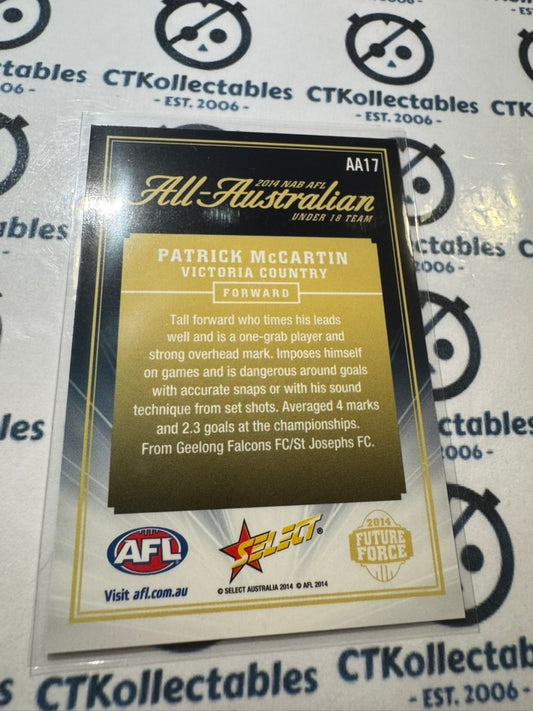 CTKollectables
- EST. 2006 -
CTKollectables
- EST. 2006 -
AA17
2014 NAB AFL
All-Australian
UNDER 18 TEAM
PATRICK McCARTIN
VICTORIA COUNTRY
FORWARD
Tall forward who times his leads
well and is a one-grab player and
strong overhead mark. Imposes himself
on games and is dangerous around goals
with accurate snaps or with his sound
technique from set shots. Averaged 4 marks
and 2.3 goals at the championships.
From Geelong Falcons FC/St Josephs FC.
AFL
Visit afl.com.au
SELECT®
© SELECT AUSTRALIA 2014 © AFL 2014
2014
FUTURE
FORCE
CTKollectab
- EST. 2006 -
CTKollectables